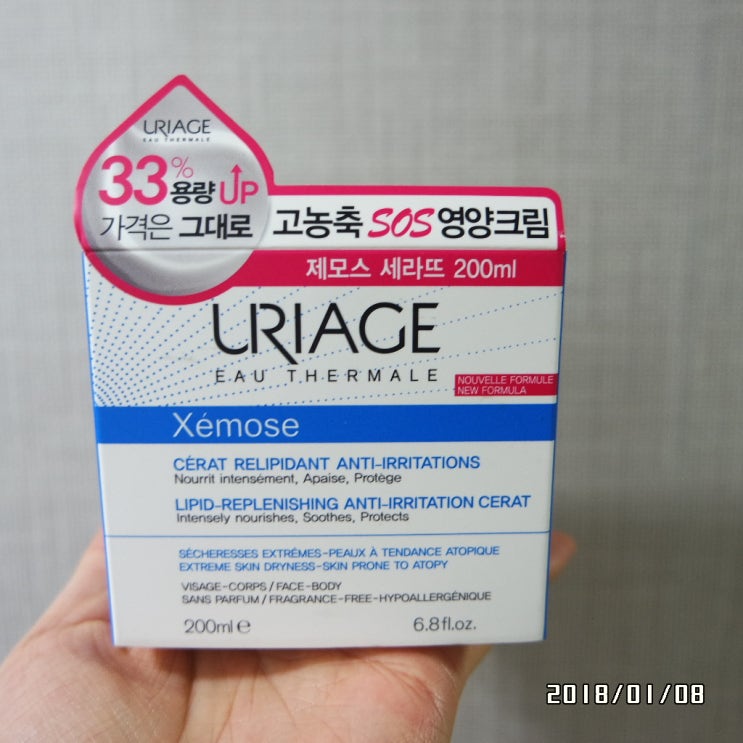 URIAGE
EAU THERMALE
33% 용량 UP
가격은 그대로
고농축 SOS 영양크림
제모스 세라뜨 200ml
URIAGE
EAU THERMALE
NOUVELLE FORMULE
NEW FORMULA
Xémose
CÉRAT RELIPIDANT ANTI-IRRITATIONS
Nourrit intensément, Apaise, Protège
LIPID-REPLENISHING ANTI-IRRITATION CERAT
Intensely nourishes, Soothes, Protects
SÉCHERESSES EXTRÊMES-PEAUX À TENDANCE ATOPIQUE
EXTREME SKIN DRYNESS-SKIN PRONE TO ATOPY
VISAGE-CORPS / FACE-BODY
SANS PARFUM / FRAGRANCE-FREE-HYPOALLERGÉNIQUE
200ml ℮ 6.8 fl.oz.
2018/01/08